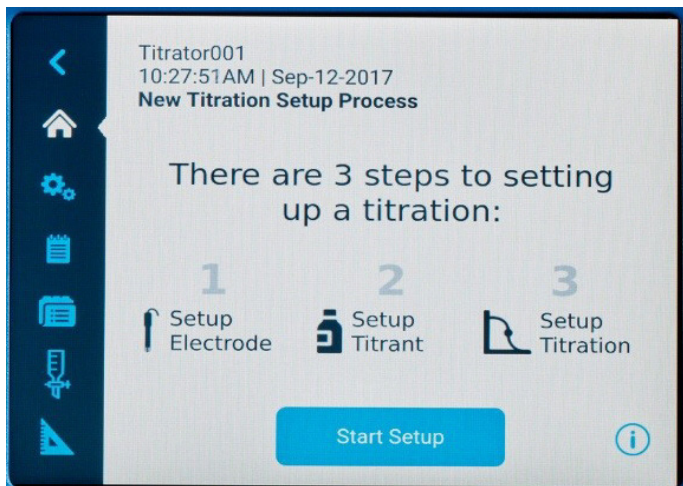 Titrator001
10:27:51AM | Sep-12-2017
New Titration Setup Process
There are 3 steps to setting
up a titration:
1
Setup
Electrode
2
Setup
Titrant
3
Setup
Titration
Start Setup
i